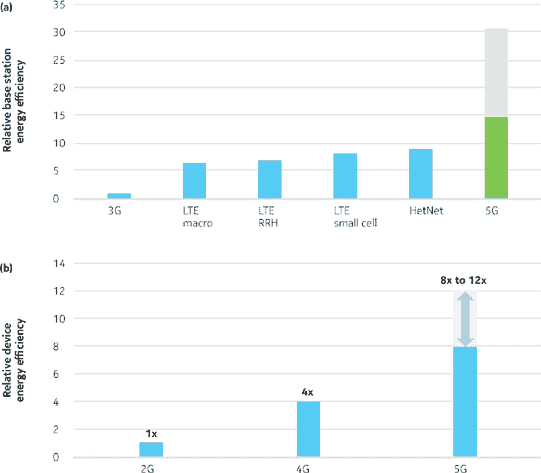 (a)
Relative base station
energy efficiency
35
30
25
20
15
10
5
0
3G
LTE
macro
LTE
RRH
LTE
small cell
HetNet
5G
(b)
Relative device
energy efficiency
14
12
10
8
6
4
2
0
1x
4x
8x to 12x
2G
4G
5G